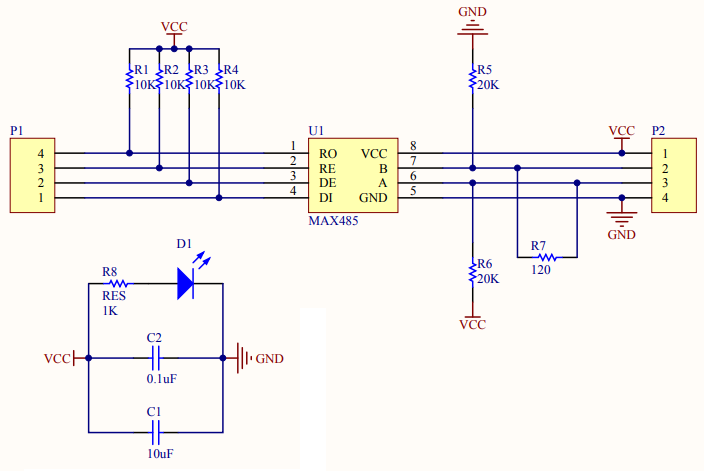 GND
VCC
R1 R2 R3 R4
10K 10K 10K 10K
R5
20K
P1
U1
VCC
P2
4 1 RO VCC 8 1
3 2 RE B 7 2
2 3 DE A 6 3
1 4 DI GND 5 4
MAX485
GND
D1
R7
120
R8
RES
1K
R6
20K
VCC
C2
VCC
GND
0.1uF
C1
10uF